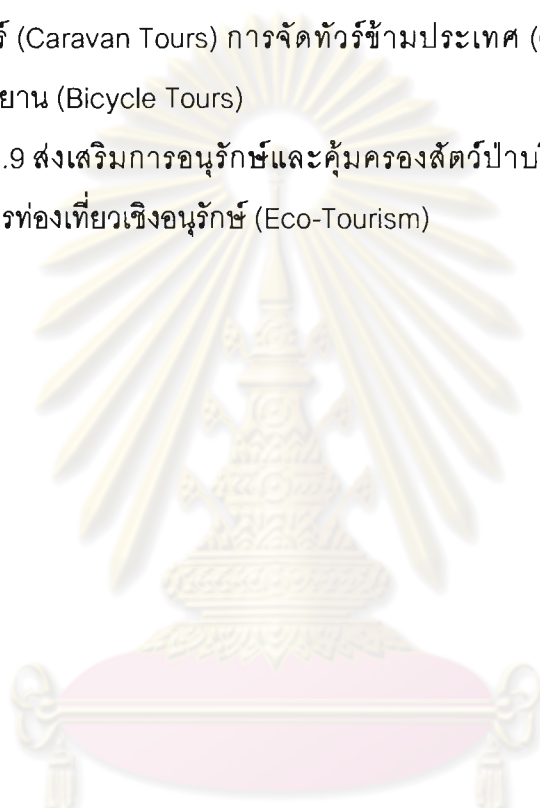 ร์ (Caravan Tours) การจัดทัวร์ข้ามประเทศ (
ยาน (Bicycle Tours)
.9 ส่งเสริมการอนุรักษ์และคุ้มครองสัตว์ป่าบ
รท่องเที่ยวเชิงอนุรักษ์ (Eco-Tourism)